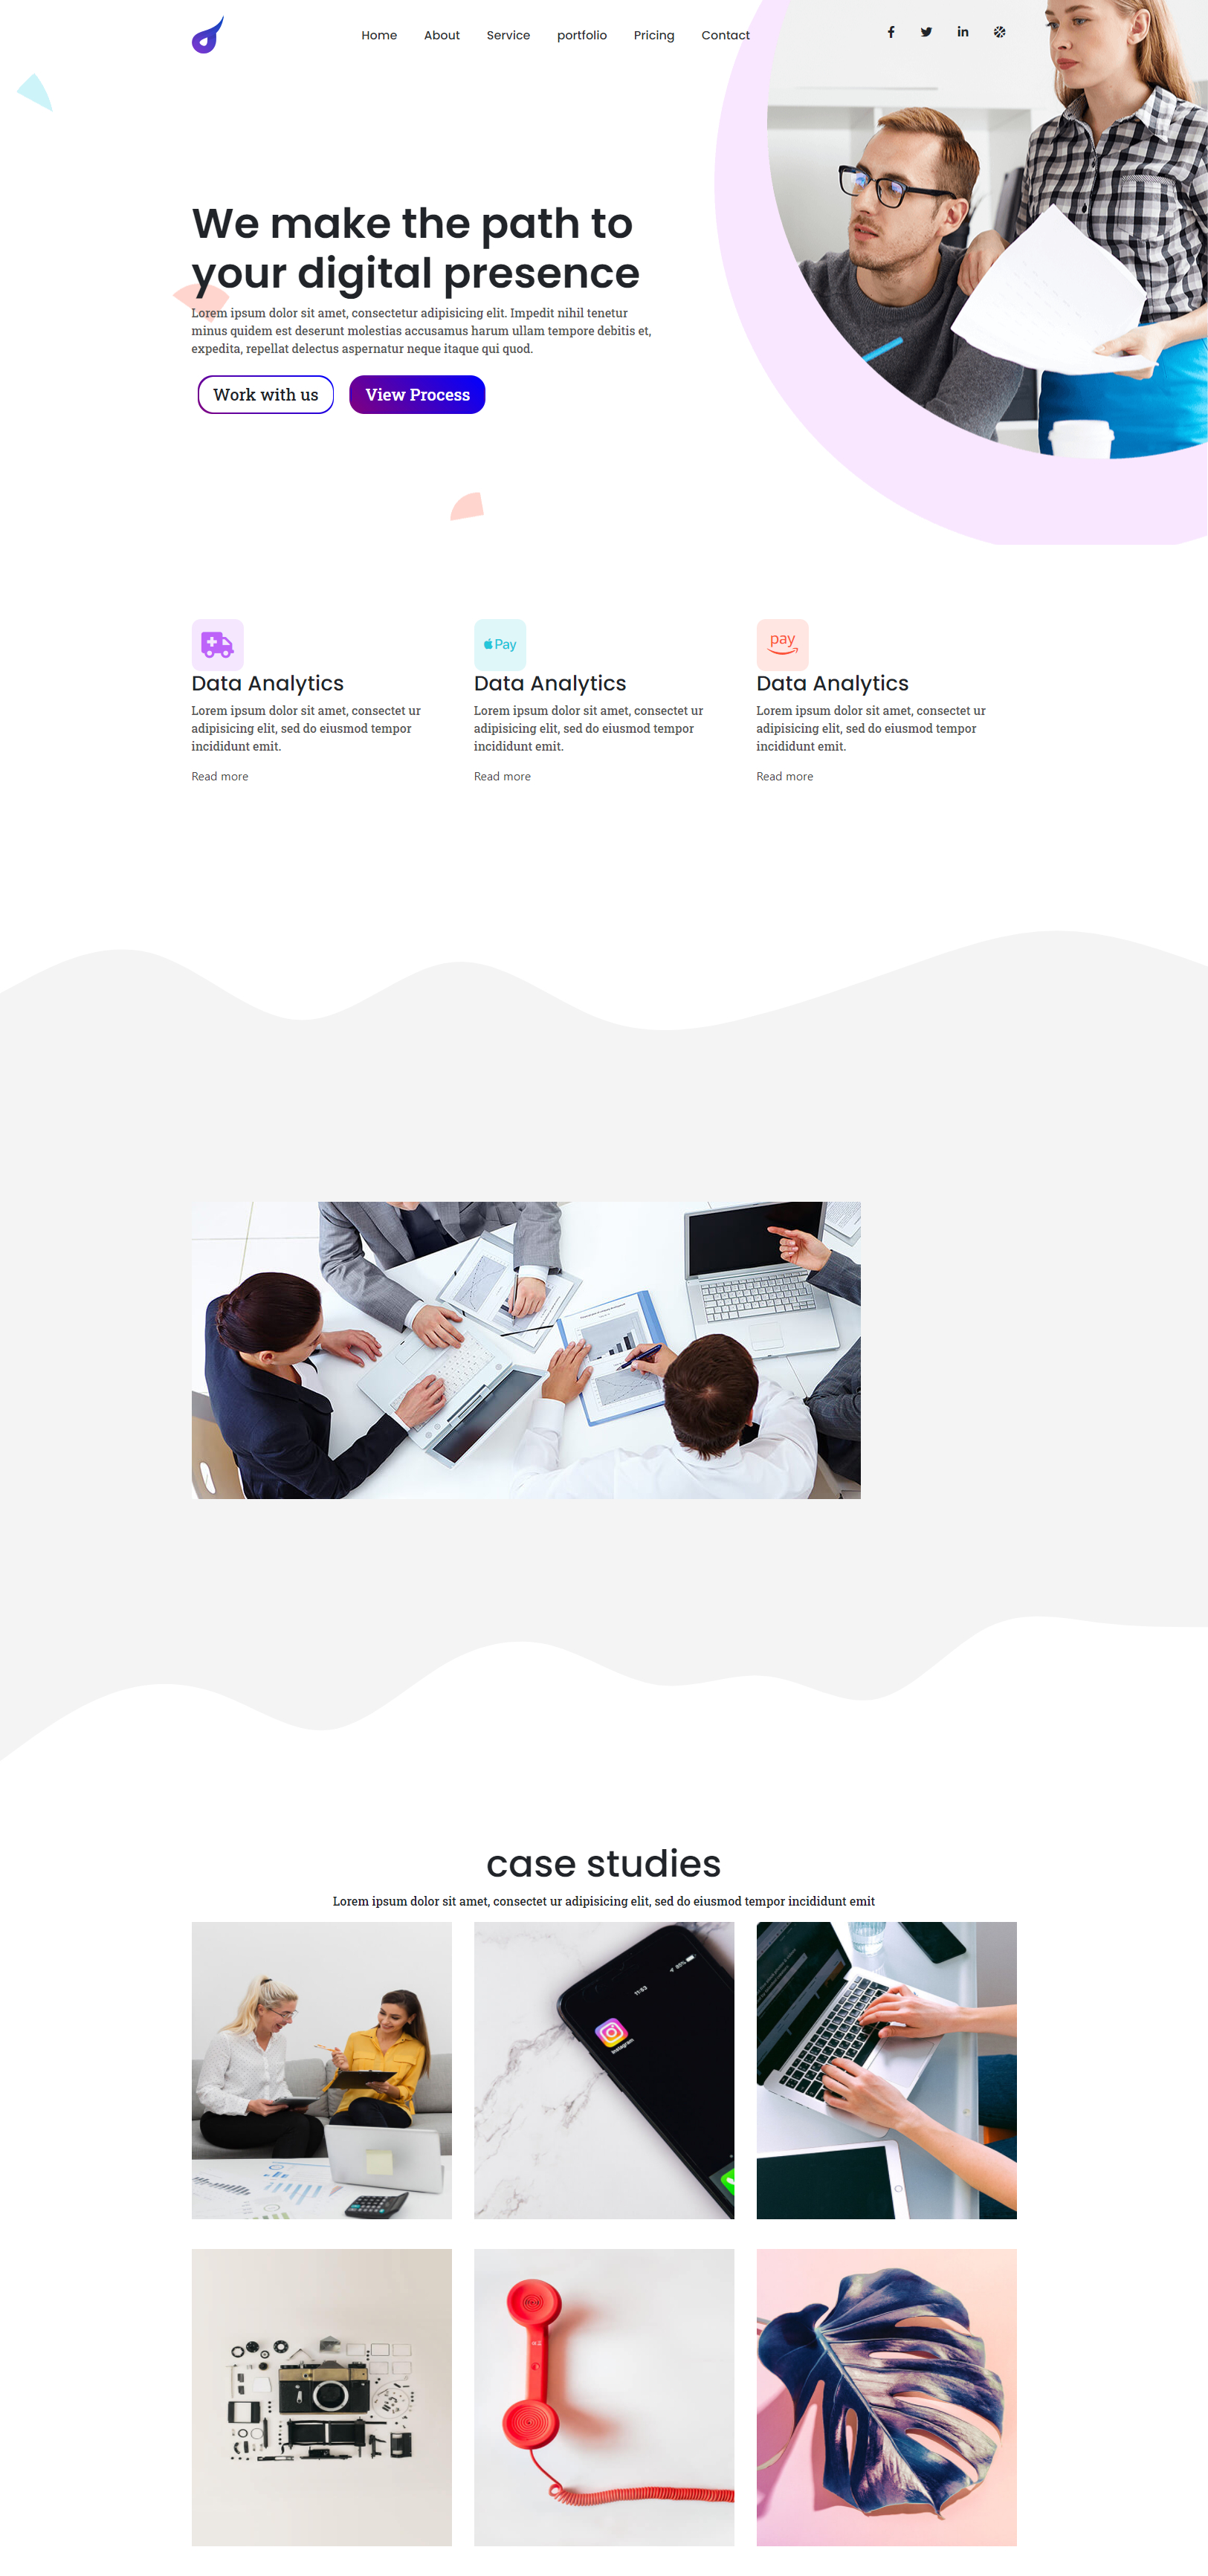 Home About Service portfolio Pricing Contact
We make the path to
your digital presence
Lorem ipsum dolor sit amet, consectetur adipisicing elit. Impedit nihil tenetur
minus quidem est deserunt molestias accusamus harum ullam tempore debitis et,
expedita, repellat delectus aspernatur neque itaque qui quod.
Work with us View Process
Pay
pay
Data Analytics
Lorem ipsum dolor sit amet, consectet ur
adipisicing elit, sed do eiusmod tempor
incididunt emit.
Read more
Data Analytics
Lorem ipsum dolor sit amet, consectet ur
adipisicing elit, sed do eiusmod tempor
incididunt emit.
Read more
Data Analytics
Lorem ipsum dolor sit amet, consectet ur
adipisicing elit, sed do eiusmod tempor
incididunt emit.
Read more
case studies
Lorem ipsum dolor sit amet, consectet ur adipisicing elit, sed do eiusmod tempor incididunt emit
11:53
Instagram